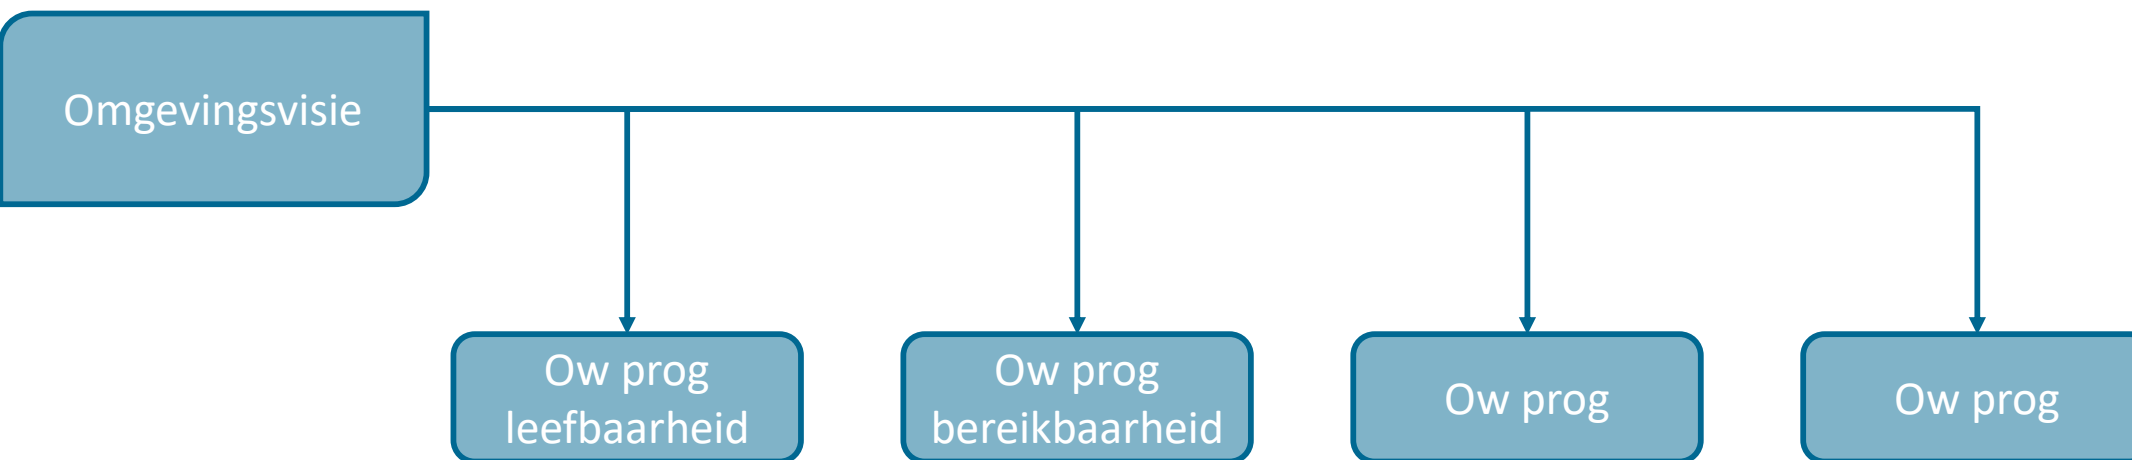 Omgevingsvisie
Ow prog
leefbaarheid
Ow prog
bereikbaarheid
Ow prog
Ow prog